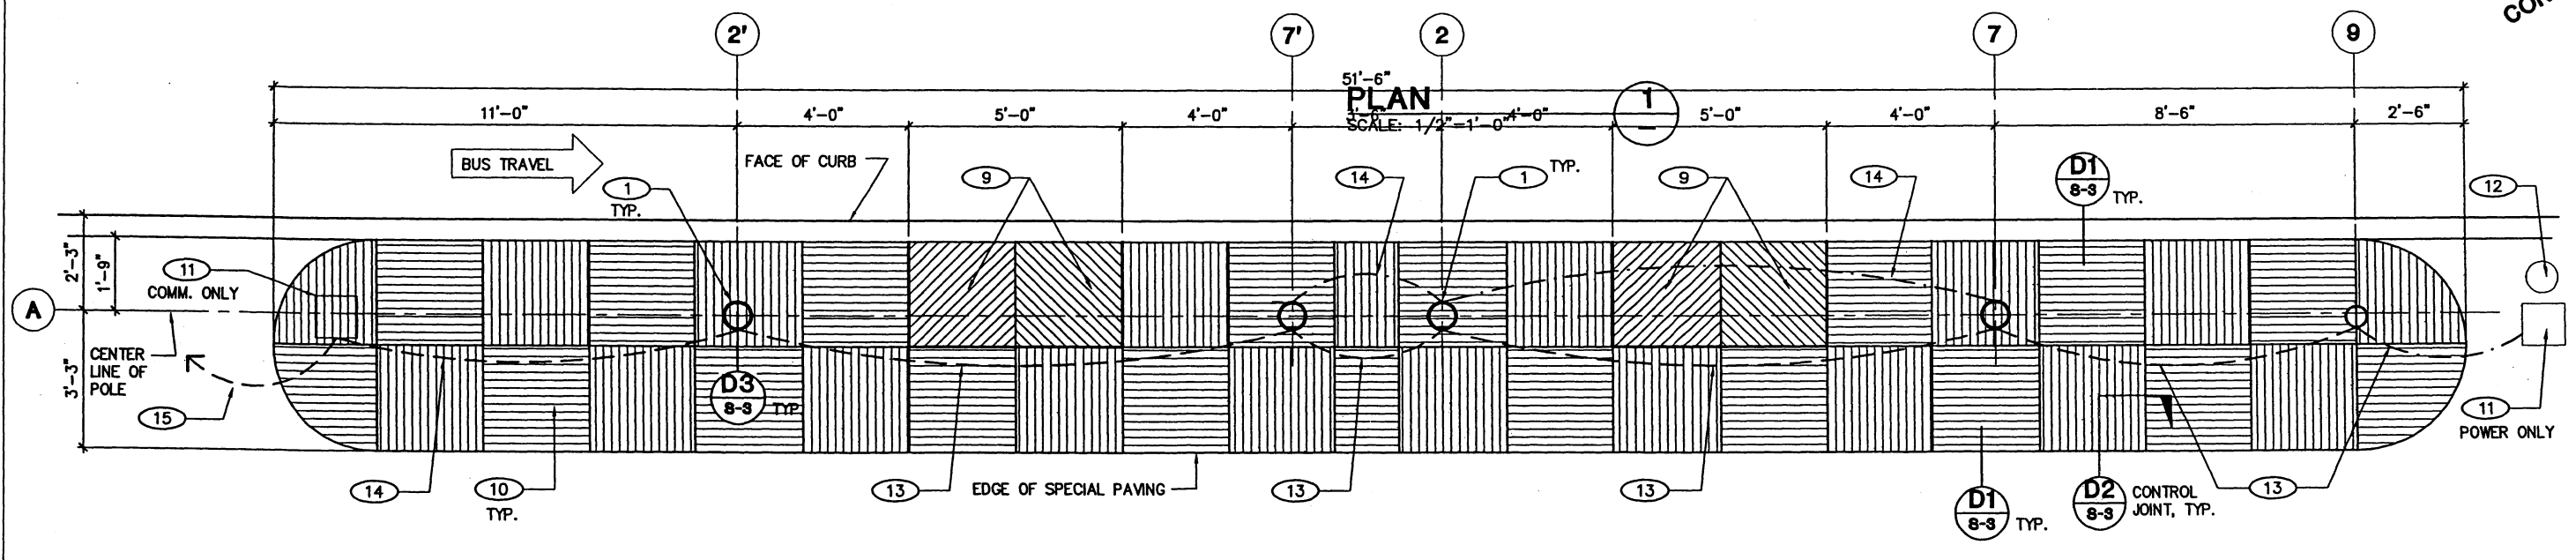 CON
2'
7'
2
7
9
51'-6"
PLAN
1
11'-0"
4'-0"
5'-0"
4'-0"
3'-6"
SCALE: 1/2"=1'-0"
4'-0"
5'-0"
4'-0"
8'-6"
2'-6"
BUS TRAVEL
FACE OF CURB
1
TYP.
9
14
1
TYP.
9
14
D1
8-3
TYP.
12
2'-3"
1'-9"
11
COMM. ONLY
A
CENTER
LINE OF
POLE
3'-3"
15
D3
8-3
TYP.
11
POWER ONLY
14
10
TYP.
13
EDGE OF SPECIAL PAVING
13
13
D1
8-3
TYP.
D2
8-3
CONTROL
JOINT, TYP.
13